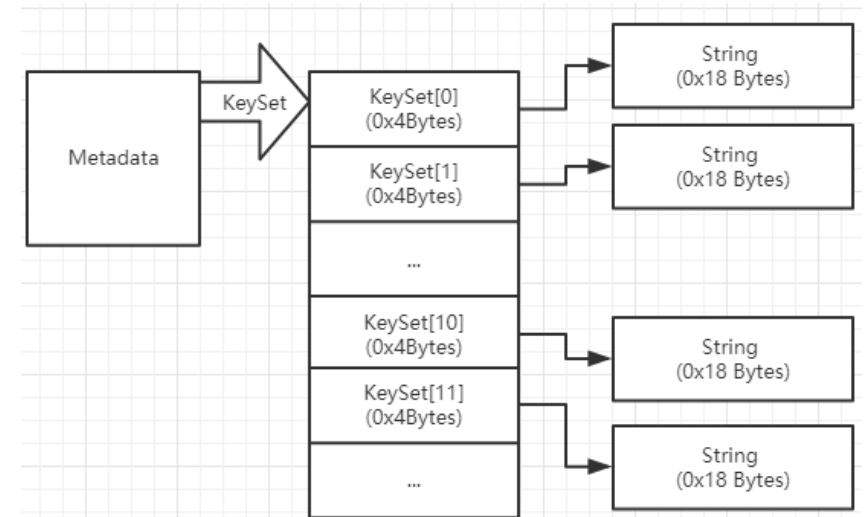 Metadata
KeySet
KeySet[0]
(0x4Bytes)
KeySet[1]
(0x4Bytes)
...
KeySet[10]
(0x4Bytes)
KeySet[11]
(0x4Bytes)
...
String
(0x18 Bytes)
String
(0x18 Bytes)
String
(0x18 Bytes)
String
(0x18 Bytes)